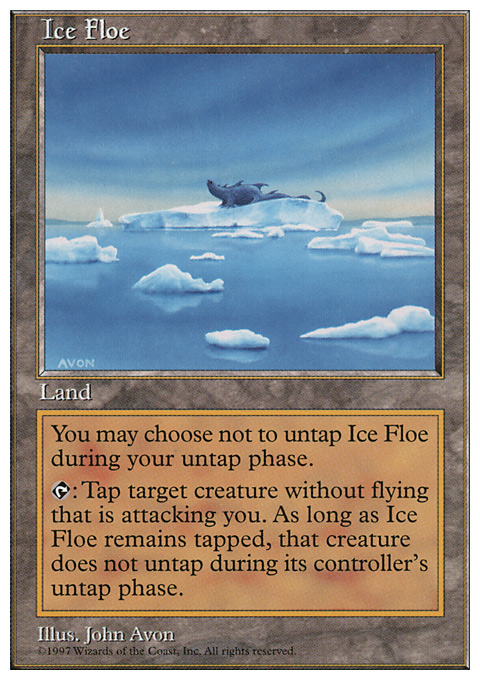 Ice Floe
AVON
Land
You may choose not to untap Ice Floe
during your untap phase.
: Tap target creature without flying
that is attacking you. As long as Ice
Floe remains tapped, that creature
does not untap during its controller's
untap phase.
Illus. John Avon
©1997 Wizards of the Coast, Inc. All rights reserved.